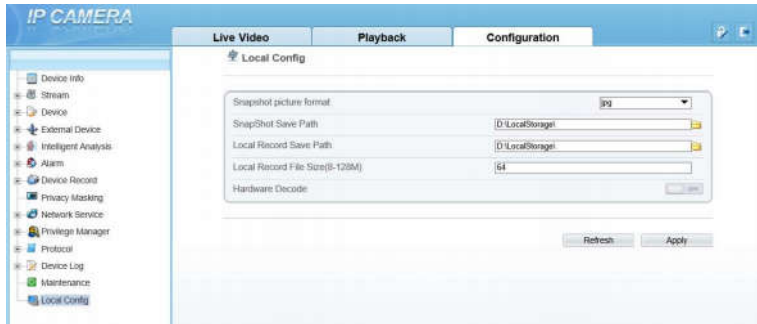 IP CAMERA
Live Video Playback Configuration
Local Config
Device Info
Stream
Device
External Device
Intelligent Analysis
Alarm
Device Record
Privacy Masking
Network Service
Privilege Manager
Protocol
Device Log
Maintenance
Local Config
Snapshot picture format jpg
SnapShot Save Path D:\LocalStorage\
Local Record Save Path D:\LocalStorage\
Local Record File Size(8-128M) 64
Hardware Decode
Refresh Apply